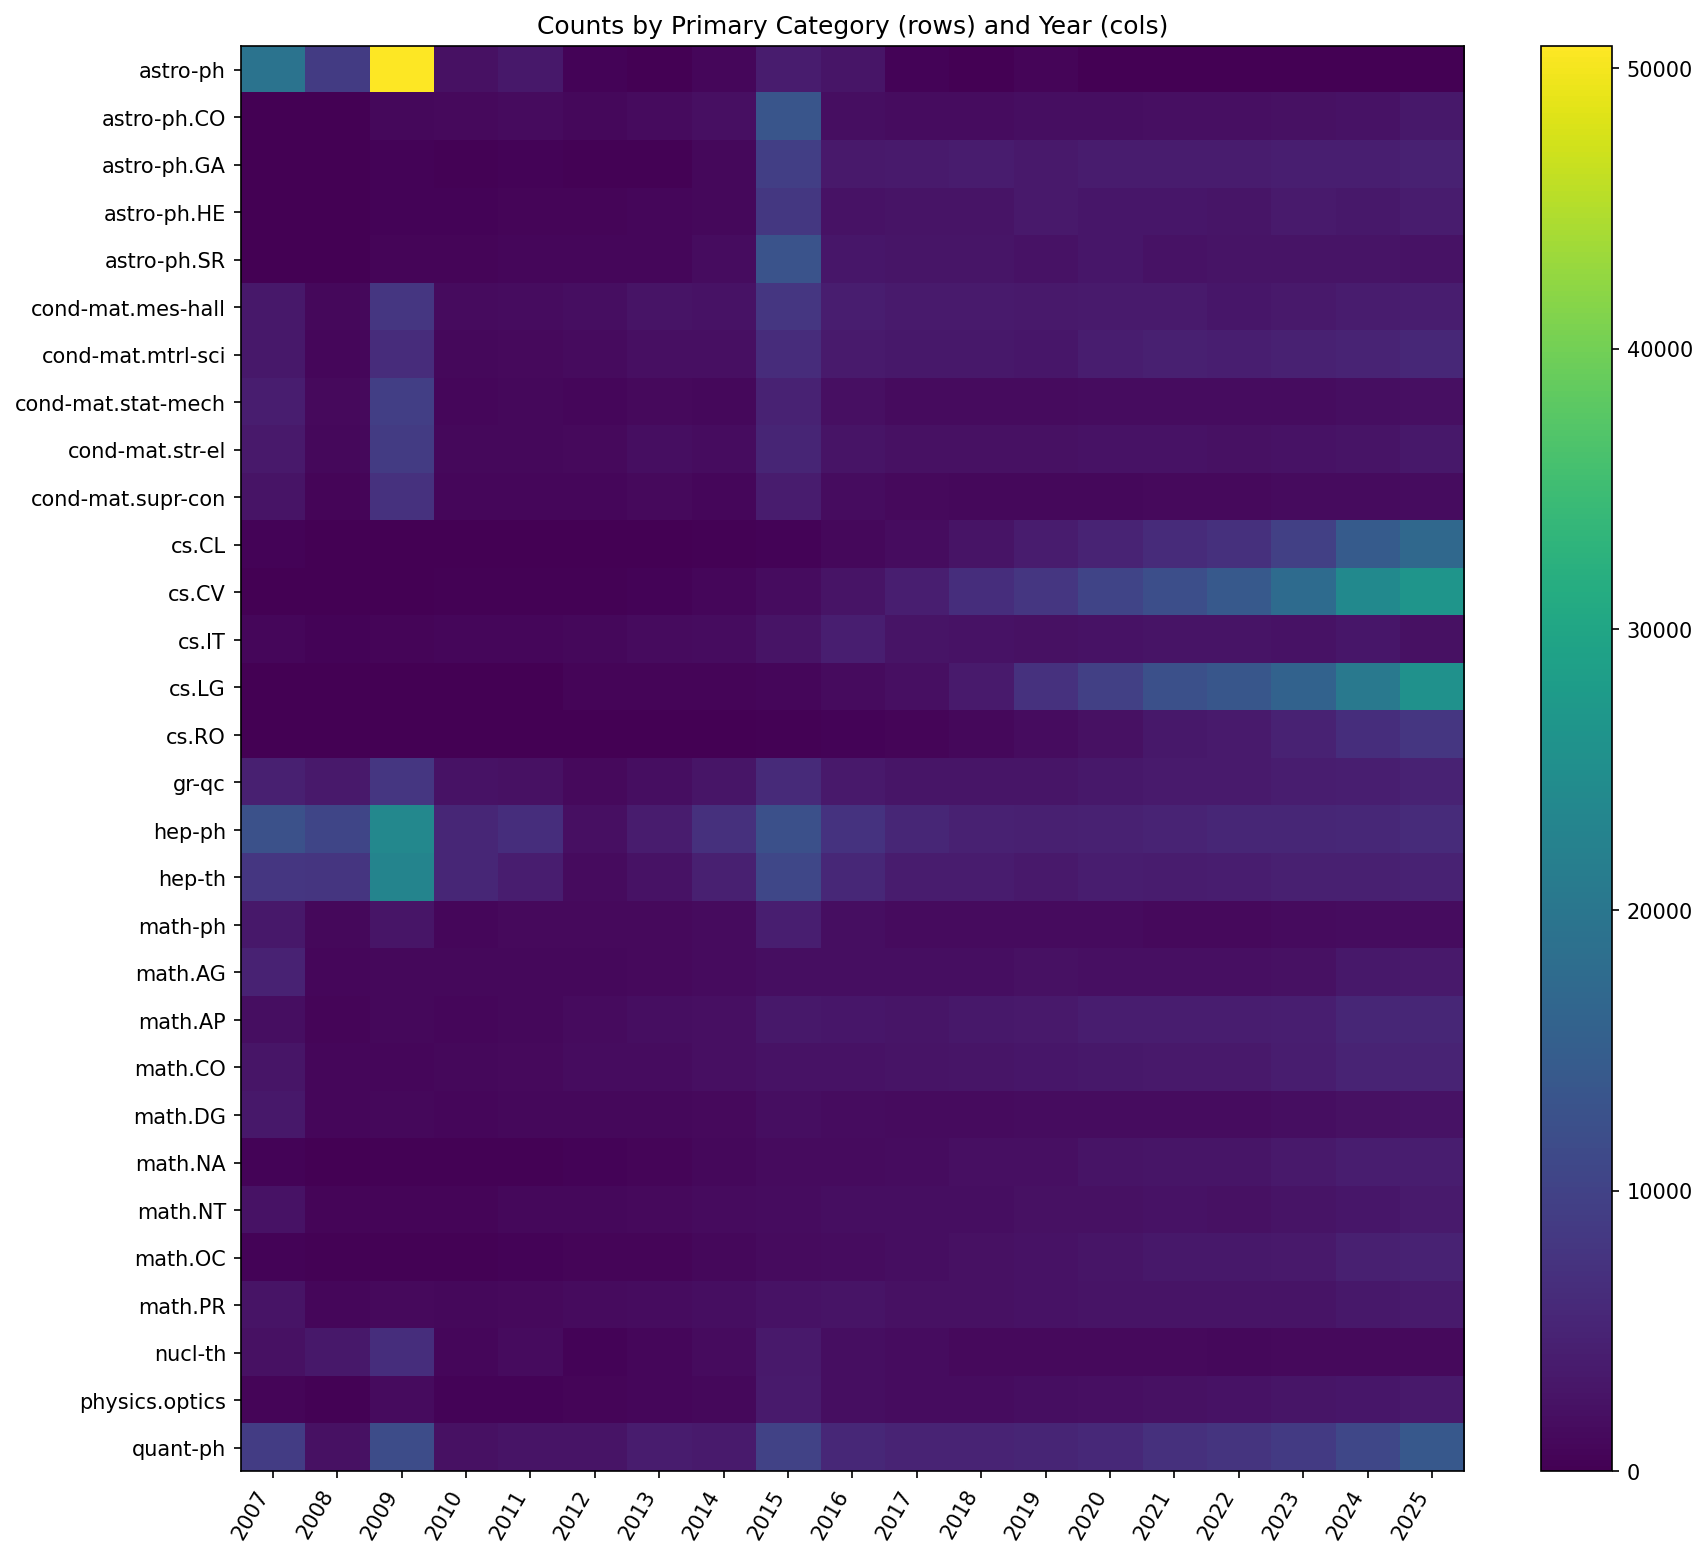 Counts by Primary Category (rows) and Year (cols)
astro-ph
astro-ph.CO
astro-ph.GA
astro-ph.HE
astro-ph.SR
cond-mat.mes-hall
cond-mat.mtrl-sci
cond-mat.stat-mech
cond-mat.str-el
cond-mat.supr-con
cs.CL
cs.CV
cs.IT
cs.LG
cs.RO
gr-qc
hep-ph
hep-th
math-ph
math.AG
math.AP
math.CO
math.DG
math.NA
math.NT
math.OC
math.PR
nucl-th
physics.optics
quant-ph
2007 2008 2009 2010 2011 2012 2013 2014 2015 2016 2017 2018 2019 2020 2021 2022 2023 2024 2025
50000
40000
30000
20000
10000
0